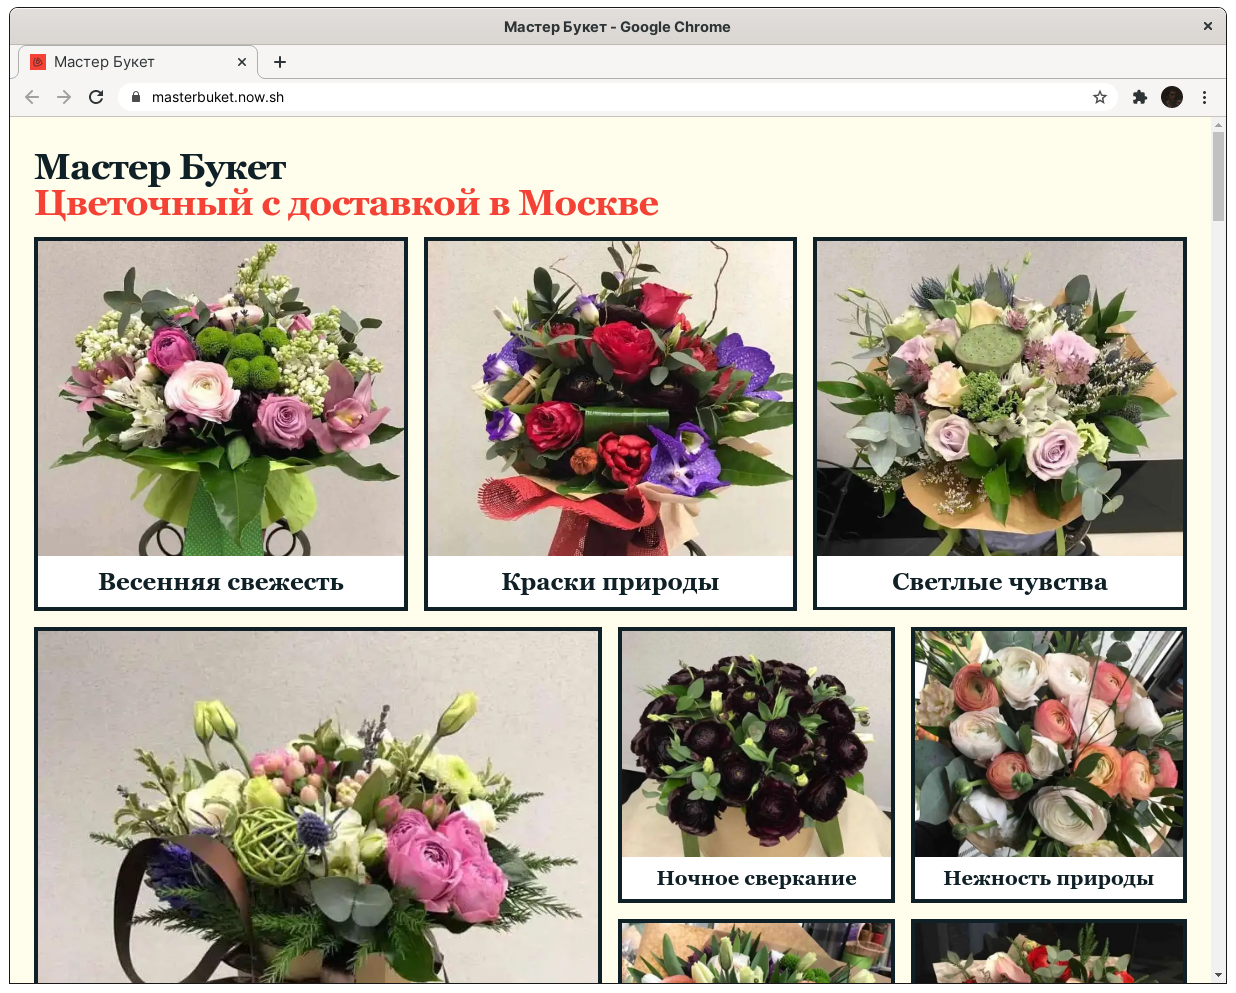 Мастер Букет - Google Chrome
Мастер Букет
masterbuket.now.sh
Мастер Букет
Цветочный с доставкой в Москве
Весенняя свежесть
Краски природы
Светлые чувства
Ночное сверкание
Нежность природы